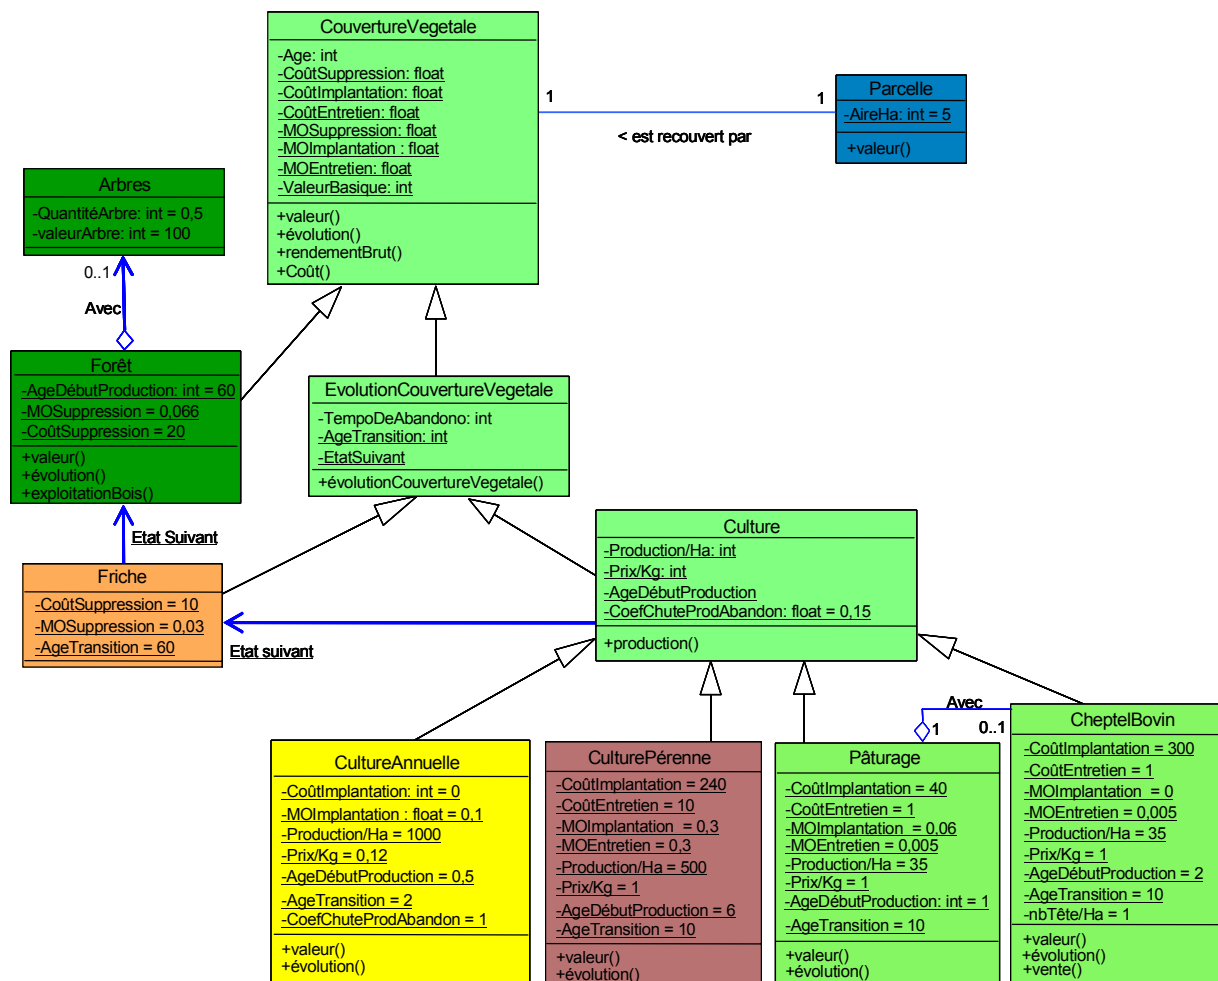 CouvertureVegetale
-Age: int
-CoûtSuppression: float
-CoûtImplantation: float
-CoûtEntretien: float
-MOSuppression: float
-MOImplantation : float
-MOEntretien: float
-ValeurBasique: int
+valeur()
+évolution()
+rendementBrut()
+Coût()
1
1
< est recouvert par
Parcelle
-AireHa: int = 5
+valeur()
Arbres
-QuantitéArbre: int = 0,5
-valeurArbre: int = 100
0..1
Avec
Forêt
-AgeDébutProduction: int = 60
-MOSuppression = 0,066
-CoûtSuppression = 20
+valeur()
+évolution()
+exploitationBois()
EvolutionCouvertureVegetale
-TempoDeAbandono: int
-AgeTransition: int
-EtatSuivant
+évolutionCouvertureVegetale()
Etat Suivant
Friche
-CoûtSuppression = 10
-MOSuppression = 0,03
-AgeTransition = 60
Etat suivant
Culture
-Production/Ha: int
-Prix/Kg: int
-AgeDébutProduction
-CoefChuteProdAbandon: float = 0,15
+production()
CultureAnnuelle
-CoûtImplantation: int = 0
-MOImplantation : float = 0,1
-Production/Ha = 1000
-Prix/Kg = 0,12
-AgeDébutProduction = 0,5
-AgeTransition = 2
-CoefChuteProdAbandon = 1
+valeur()
+évolution()
CulturePérenne
-CoûtImplantation = 240
-CoûtEntretien = 10
-MOImplantation = 0,3
-MOEntretien = 0,3
-Production/Ha = 500
-Prix/Kg = 1
-AgeDébutProduction = 6
-AgeTransition = 10
+valeur()
+évolution()
Avec
1
0..1
Pâturage
-CoûtImplantation = 40
-CoûtEntretien = 1
-MOImplantation = 0,06
-MOEntretien = 0,005
-Production/Ha = 35
-Prix/Kg = 1
-AgeDébutProduction: int = 1
-AgeTransition = 10
+valeur()
+évolution()
CheptelBovin
-CoûtImplantation = 300
-CoûtEntretien = 1
-MOImplantation = 0
-MOEntretien = 0,005
-Production/Ha = 35
-Prix/Kg = 1
-AgeDébutProduction = 2
-AgeTransition = 10
-nbTête/Ha = 1
+valeur()
+évolution()
+vente()